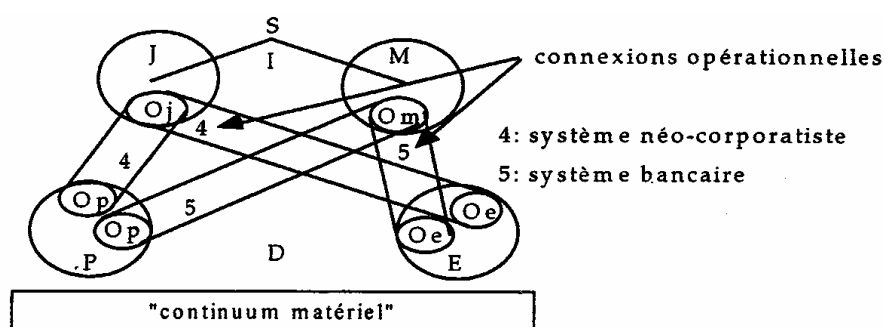 S
J
I
M
connexions opérationnelles
Oj
4
Om
4: système néo-corporatiste
4
5
5: système bancaire
Op
5
Oe
Op
Oe
P
D
E
"continuum matériel"